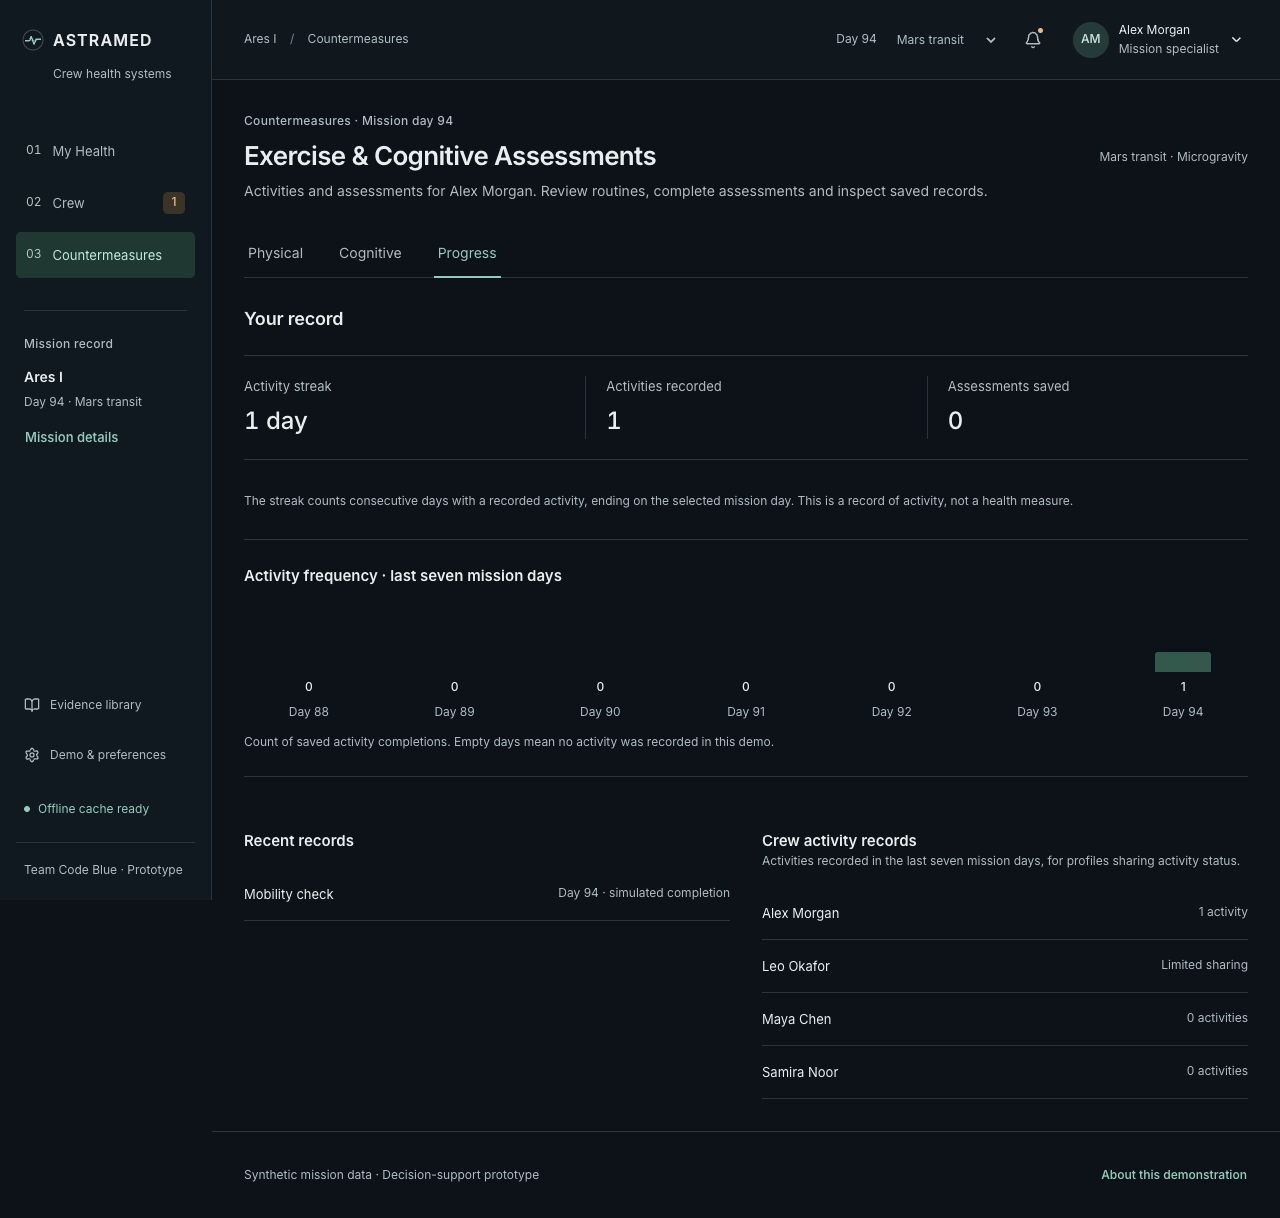 ASTRAMED
Crew health systems
01 My Health
02 Crew 1
03 Countermeasures
Mission record
Ares I
Day 94 · Mars transit
Mission details
Evidence library
Demo & preferences
Offline cache ready
Team Code Blue · Prototype
Ares I / Countermeasures
Day 94 Mars transit
AM
Alex Morgan
Mission specialist
Countermeasures · Mission day 94
Exercise & Cognitive Assessments
Mars transit · Microgravity
Activities and assessments for Alex Morgan. Review routines, complete assessments and inspect saved records.
Physical Cognitive Progress
Your record
Activity streak
1 day
Activities recorded
1
Assessments saved
0
The streak counts consecutive days with a recorded activity, ending on the selected mission day. This is a record of activity, not a health measure.
Activity frequency · last seven mission days
0 0 0 0 0 0 1
Day 88 Day 89 Day 90 Day 91 Day 92 Day 93 Day 94
Count of saved activity completions. Empty days mean no activity was recorded in this demo.
Recent records
Mobility check Day 94 · simulated completion
Crew activity records
Activities recorded in the last seven mission days, for profiles sharing activity status.
Alex Morgan 1 activity
Leo Okafor Limited sharing
Maya Chen 0 activities
Samira Noor 0 activities
Synthetic mission data · Decision-support prototype
About this demonstration